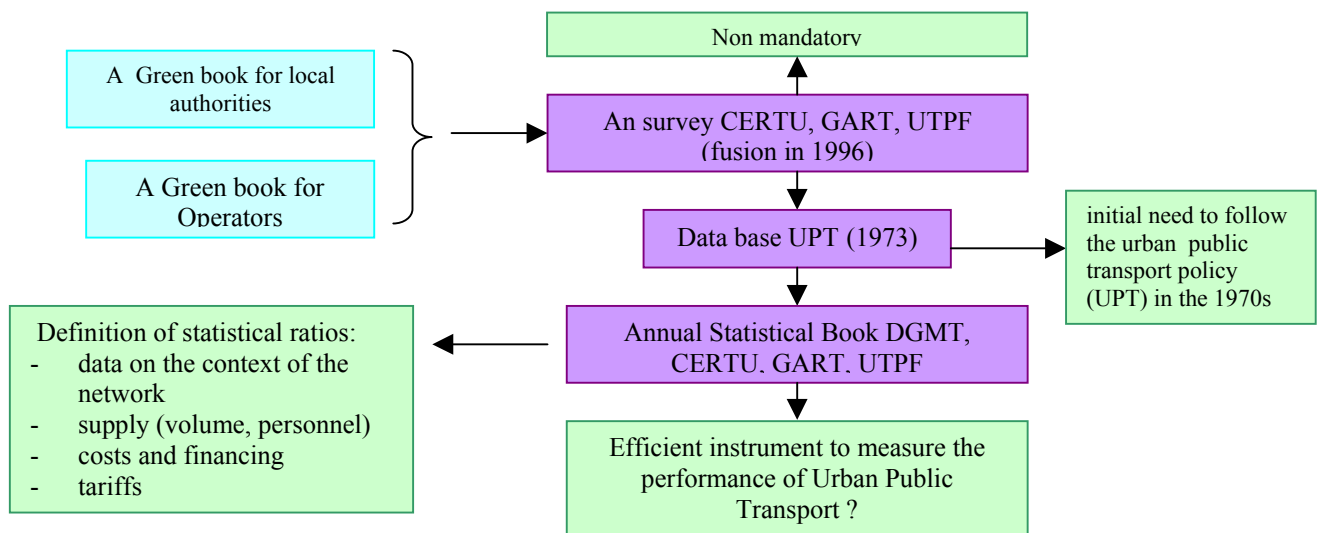 Non mandatory
A Green book for local
authorities
An survey CERTU, GART, UTPF
(fusion in 1996)
A Green book for
Operators
Data base UPT (1973)
initial need to follow
the urban public
transport policy
(UPT) in the 1970s
Definition of statistical ratios:
- data on the context of the
network
- supply (volume, personnel)
- costs and financing
- tariffs
Annual Statistical Book DGMT,
CERTU, GART, UTPF
Efficient instrument to measure the
performance of Urban Public
Transport ?